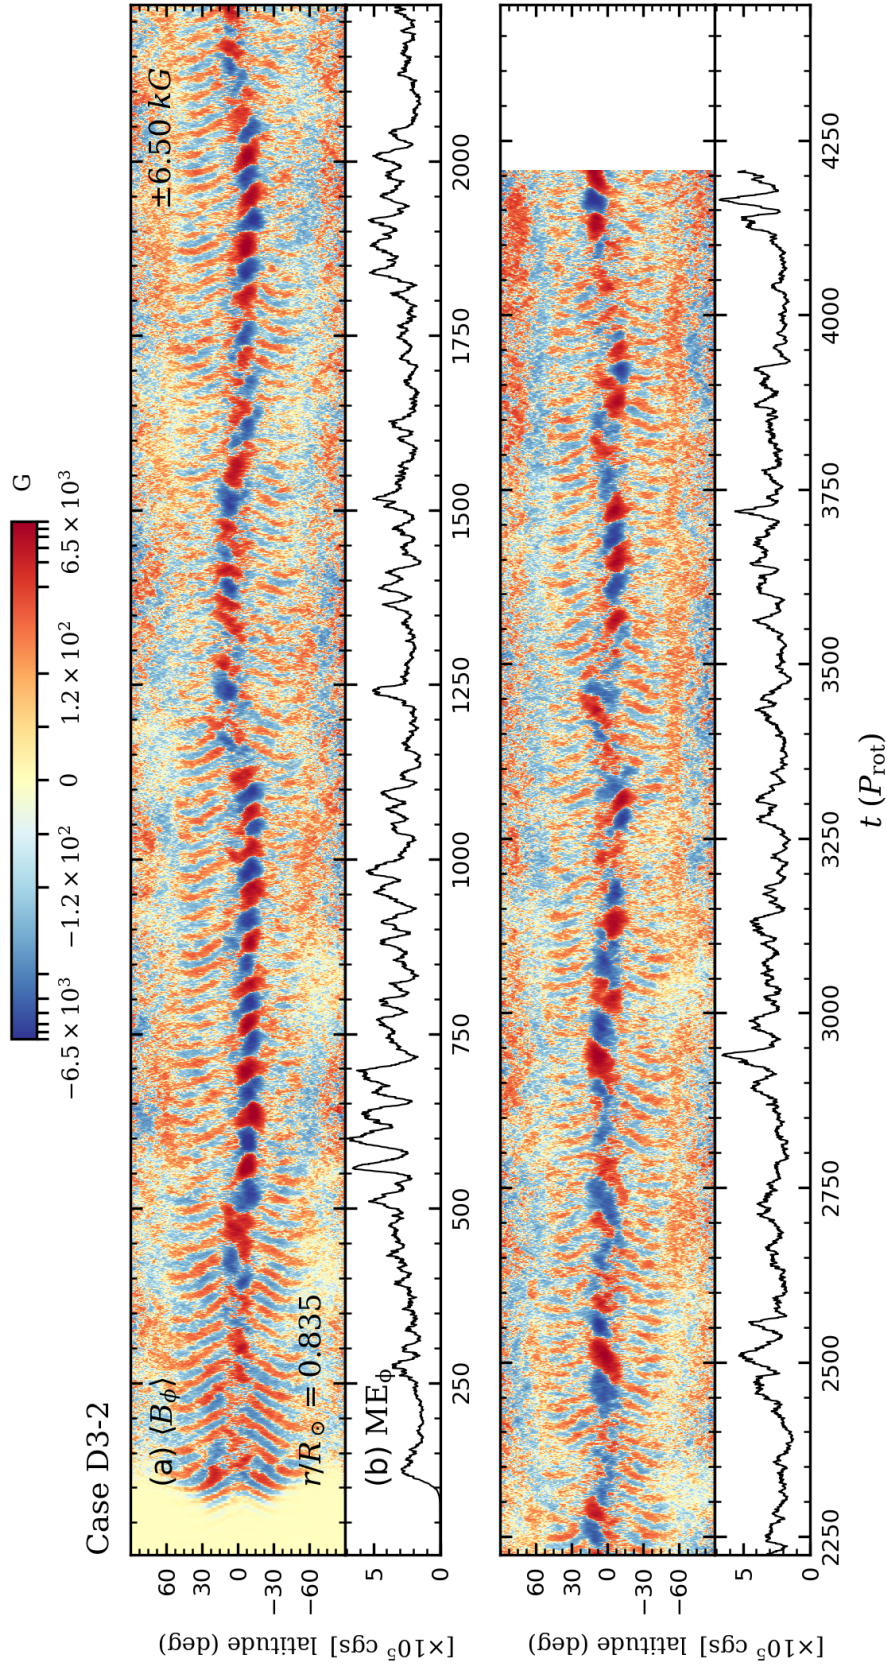 Case D3-2
G
−6.5 × 10³ −1.2 × 10² 0 1.2 × 10² 6.5 × 10³
(a) ⟨B_ϕ⟩
±6.50 kG
r/R_⊙ = 0.835
latitude (deg)
60
30
0
−30
−60
(b) ME_ϕ
[×10⁵ cgs]
5
0
250 500 750 1000 1250 1500 1750 2000
latitude (deg)
60
30
0
−30
−60
[×10⁵ cgs]
5
0
2250 2500 2750 3000 3250 3500 3750 4000 4250
t (P_rot)